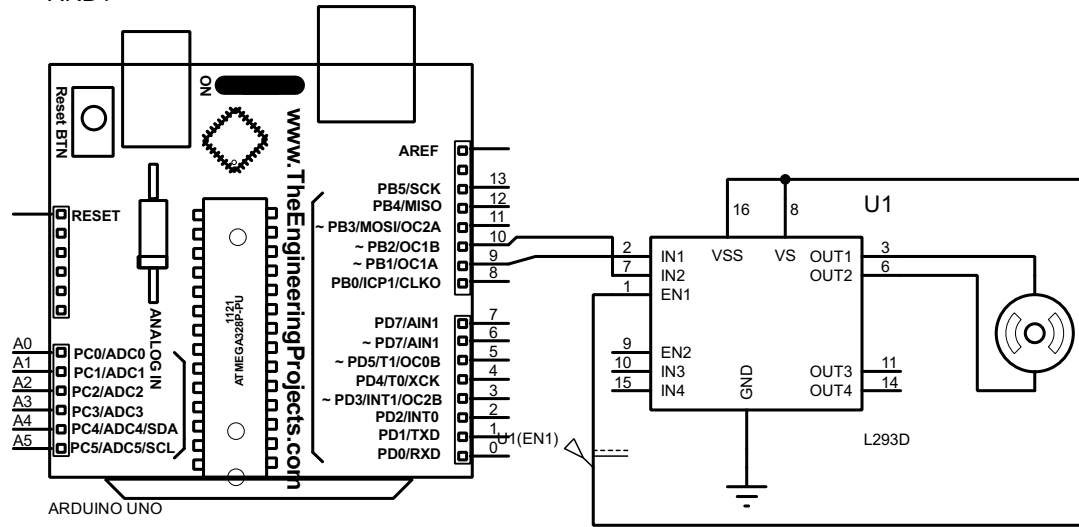 ON
Reset BTN
www.TheEngineeringProjects.com
RESET
ANALOG IN
1121
ATMEGA328P-PU
A0 PC0/ADC0
A1 PC1/ADC1
A2 PC2/ADC2
A3 PC3/ADC3
A4 PC4/ADC4/SDA
A5 PC5/ADC5/SCL
AREF
PB5/SCK 13
PB4/MISO 12
~ PB3/MOSI/OC2A 11
~ PB2/OC1B 10
~ PB1/OC1A 9
PB0/ICP1/CLKO 8
PD7/AIN1 7
~ PD7/AIN1 6
~ PD5/T1/OC0B 5
PD4/T0/XCK 4
~ PD3/INT1/OC2B 3
PD2/INT0 2
PD1/TXD 1
PD0/RXD 0
ARDUINO UNO
U1(EN1)
U1
16 8
VSS VS
2 IN1
7 IN2
1 EN1
9 EN2
10 IN3
15 IN4
GND
OUT1 3
OUT2 6
OUT3 11
OUT4 14
L293D